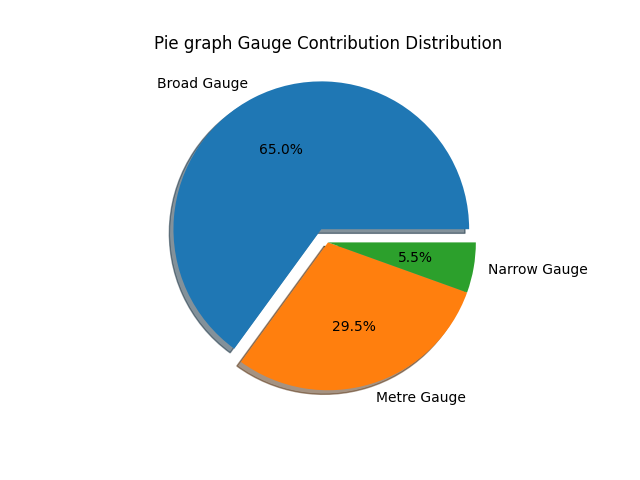 Pie graph Gauge Contribution Distribution
Broad Gauge
65.0%
5.5%
Narrow Gauge
29.5%
Metre Gauge